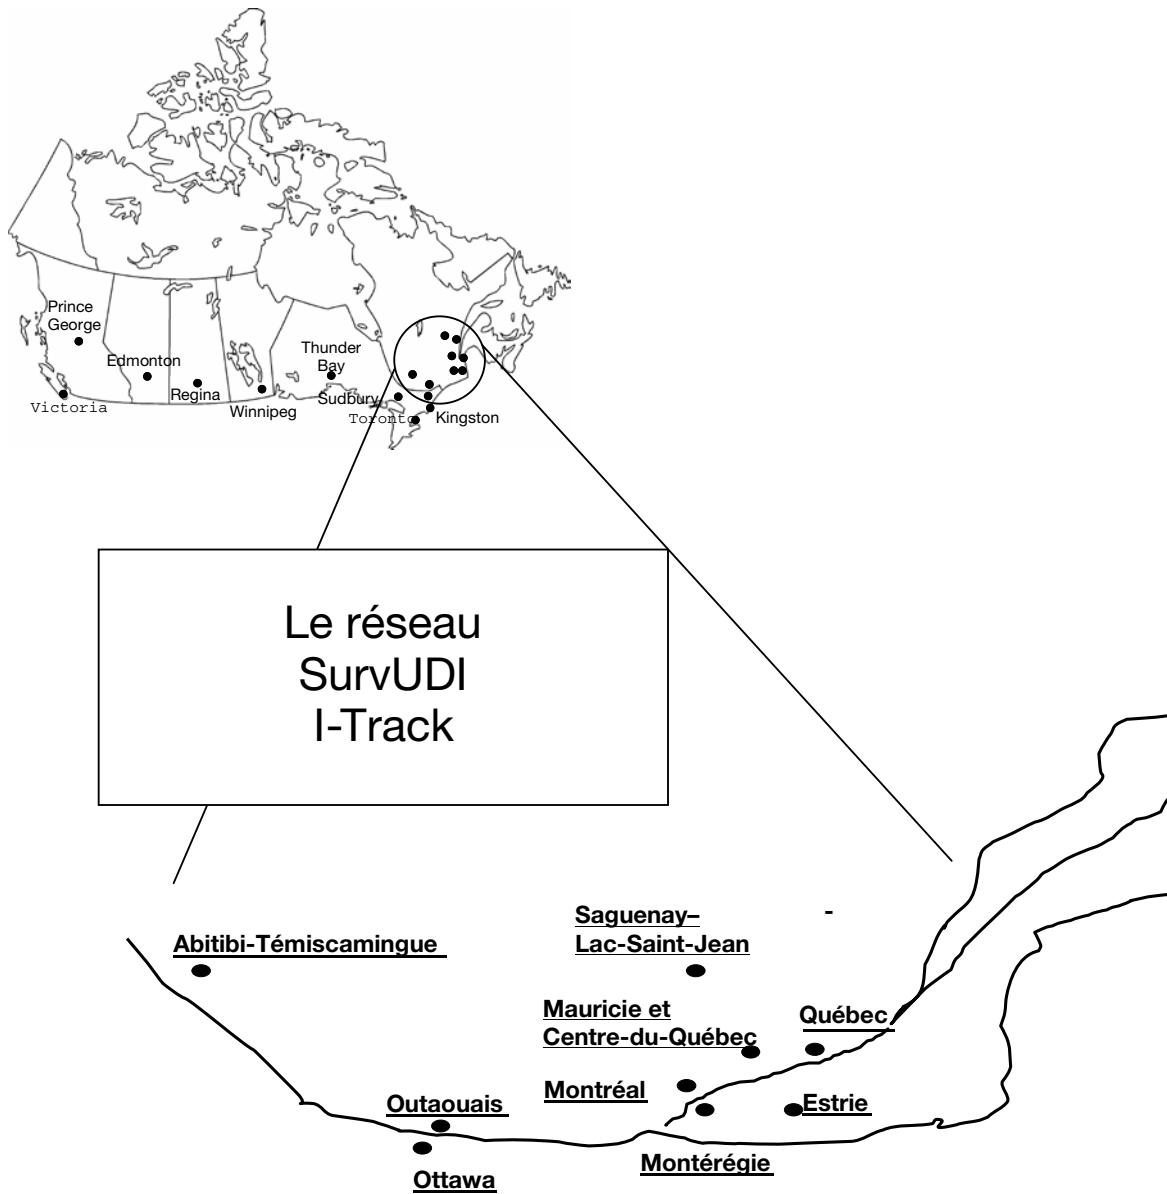 Prince
George
Edmonton
Thunder
Bay
Regina
Sudbury
Victoria
Winnipeg
Toronto
Kingston
Le réseau
SurvUDI
I-Track
Saguenay–
Lac-Saint-Jean
-
Abitibi-Témiscamingue
Mauricie et
Centre-du-Québec
Québec
Montréal
Outaouais
Estrie
Montérégie
Ottawa